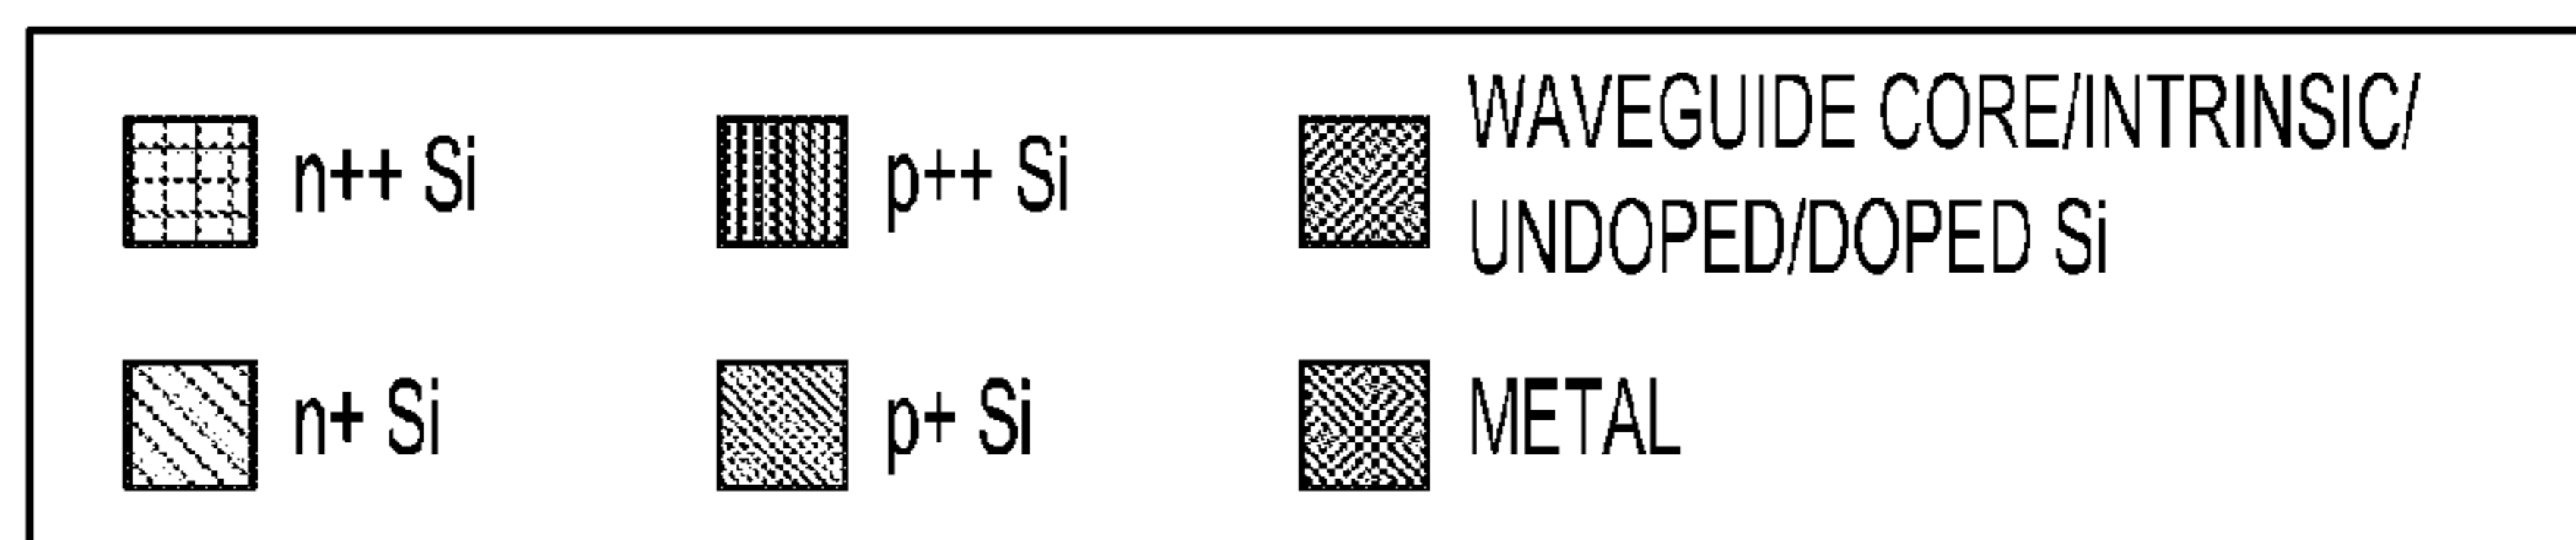 n++ Si
p++ Si
WAVEGUIDE CORE/INTRINSIC/
UNDOPED/DOPED Si
n+ Si
p+ Si
METAL